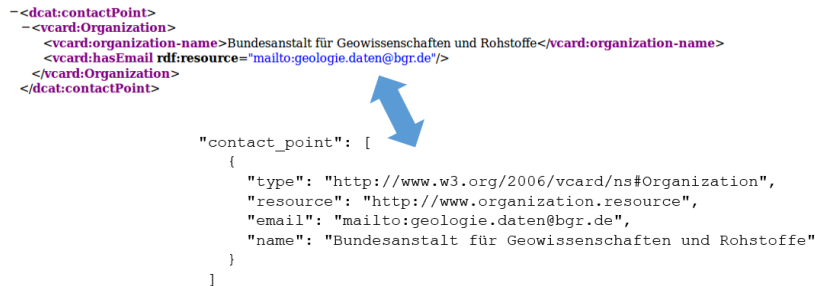 −<dcat:contactPoint>
−<vcard:Organization>
<vcard:organization-name>Bundesanstalt für Geowissenschaften und Rohstoffe</vcard:organization-name>
<vcard:hasEmail rdf:resource="mailto:geologie.daten@bgr.de"/>
</vcard:Organization>
</dcat:contactPoint>
"contact_point": [
{
"type": "http://www.w3.org/2006/vcard/ns#Organization",
"resource": "http://www.organization.resource",
"email": "mailto:geologie.daten@bgr.de",
"name": "Bundesanstalt für Geowissenschaften und Rohstoffe"
}
]